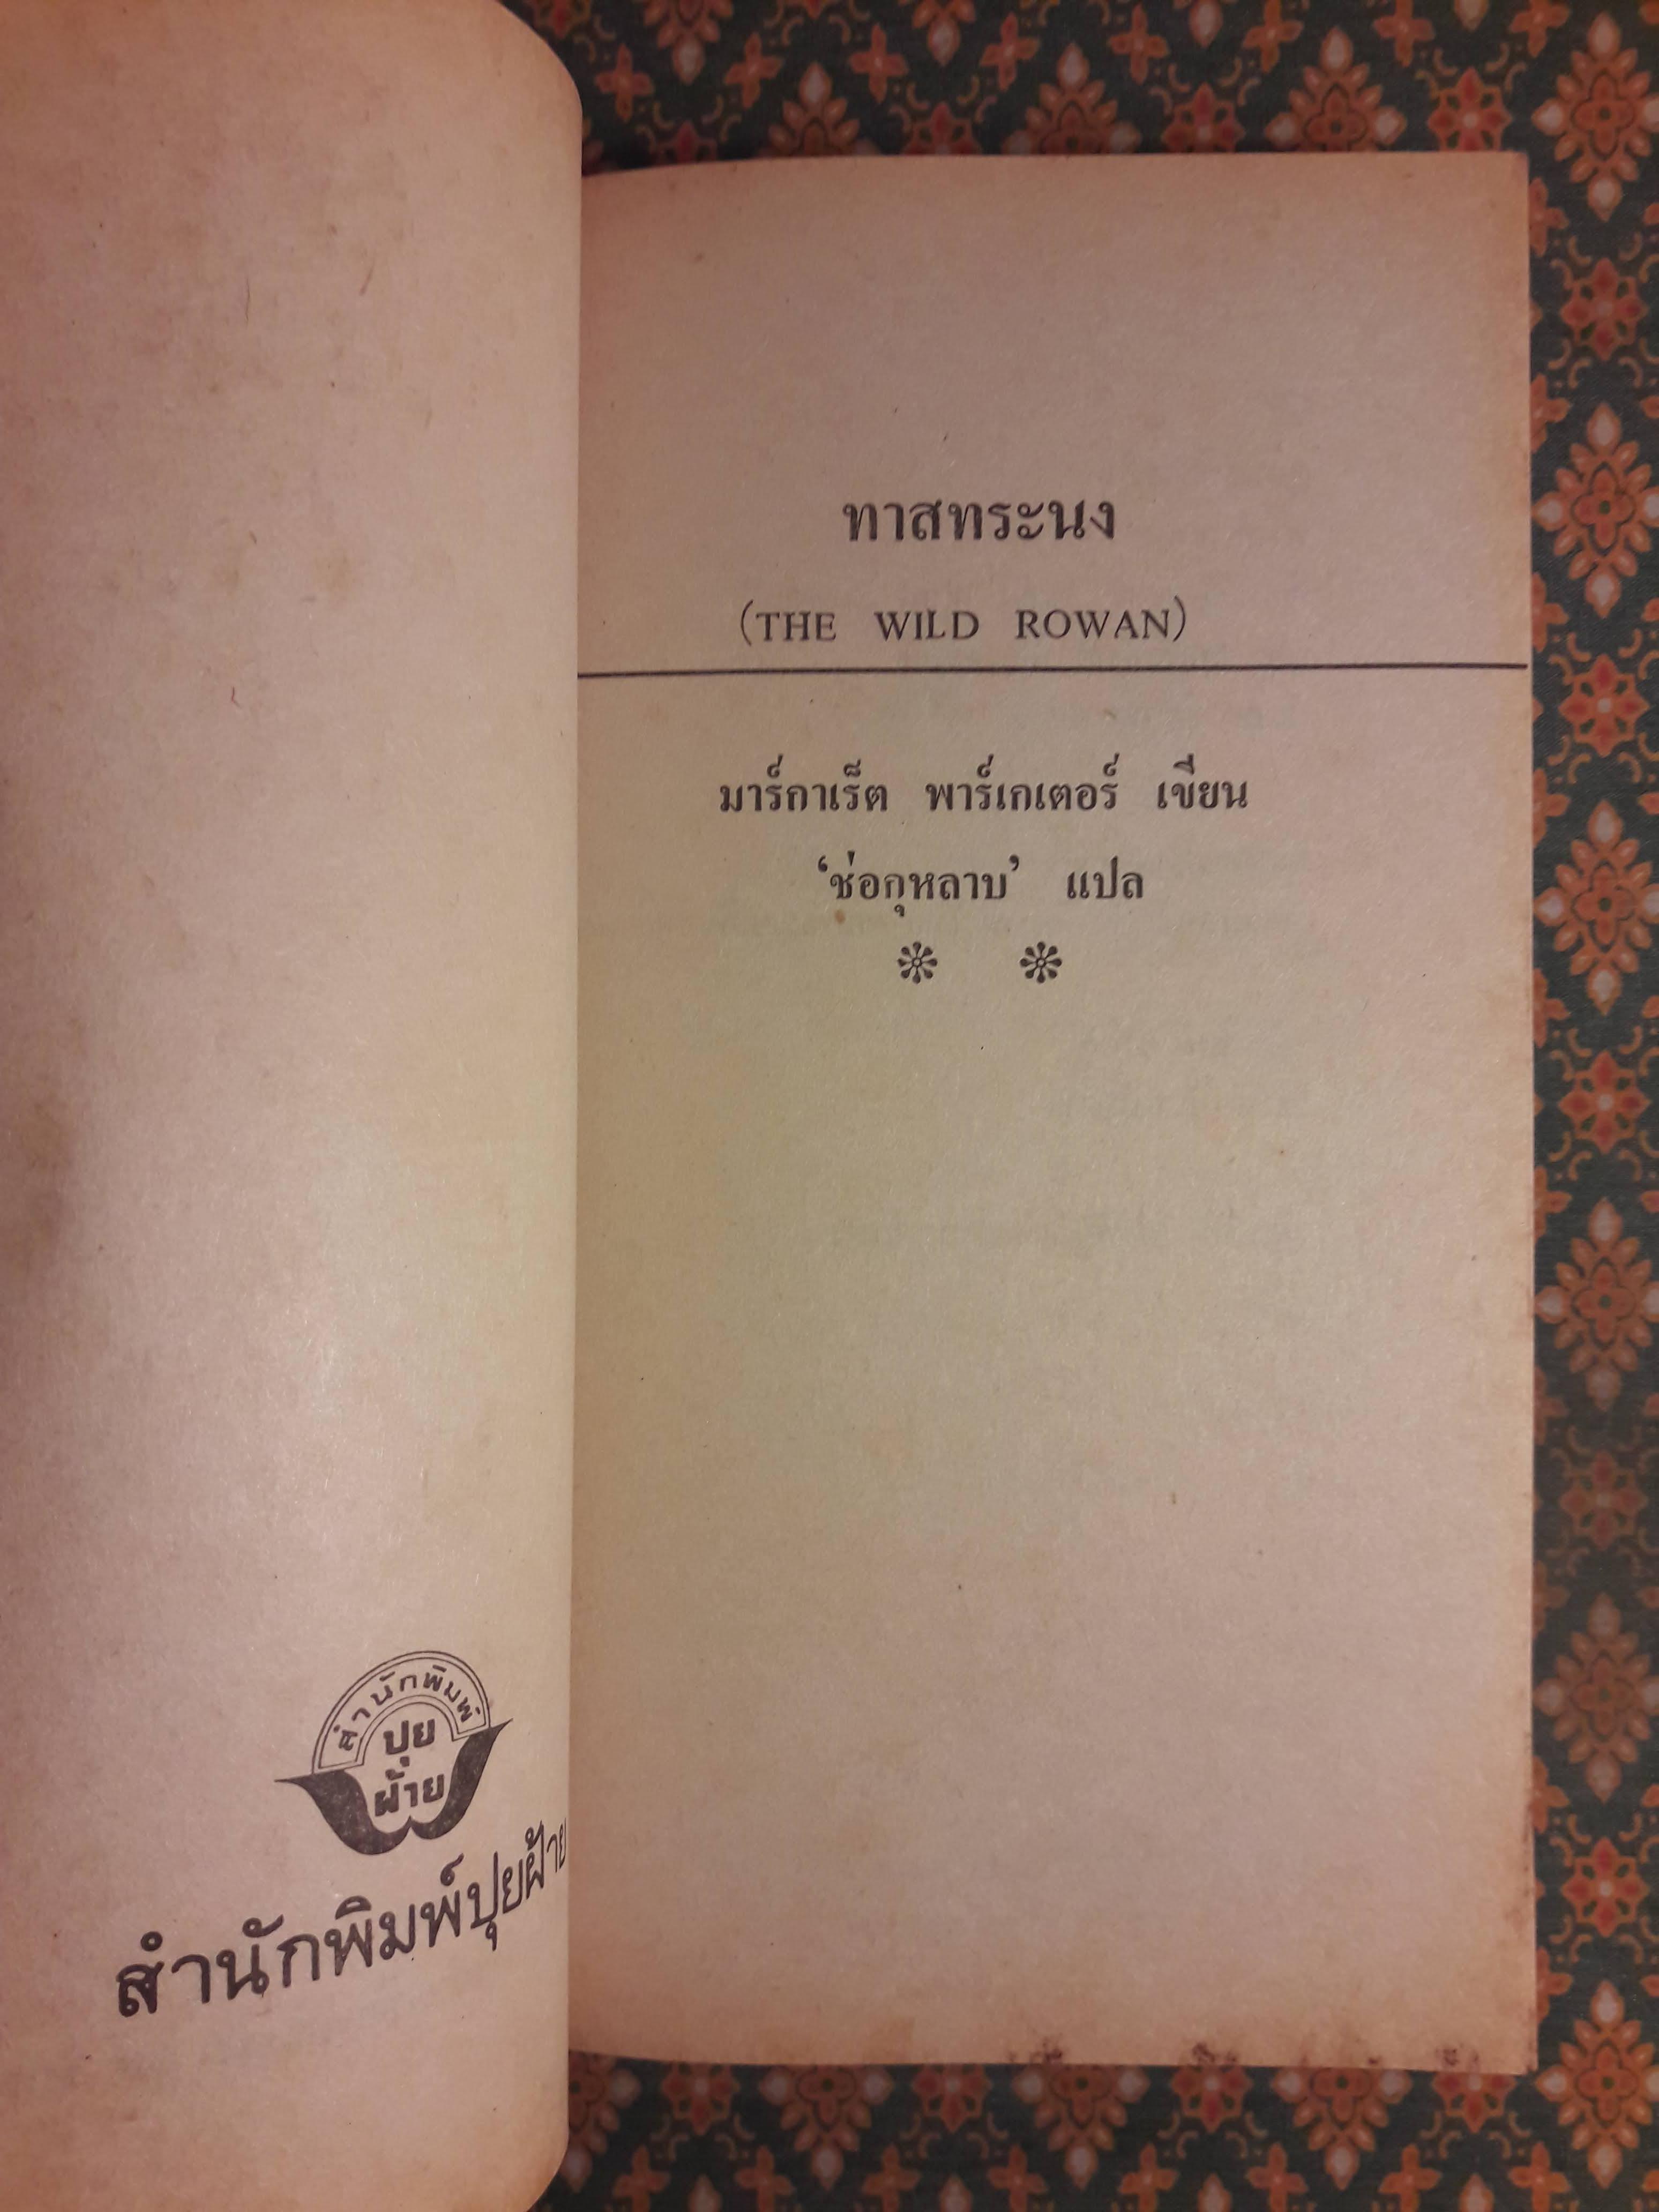 สำนักพิมพ์
ปุย
ฝ้าย
สำนักพิมพ์ปุยฝ้าย
ทาสทระนง
(THE WILD ROWAN)
มาร์กาเร็ต พาร์เกเตอร์ เขียน
‘ช่อกุหลาบ’ แปล